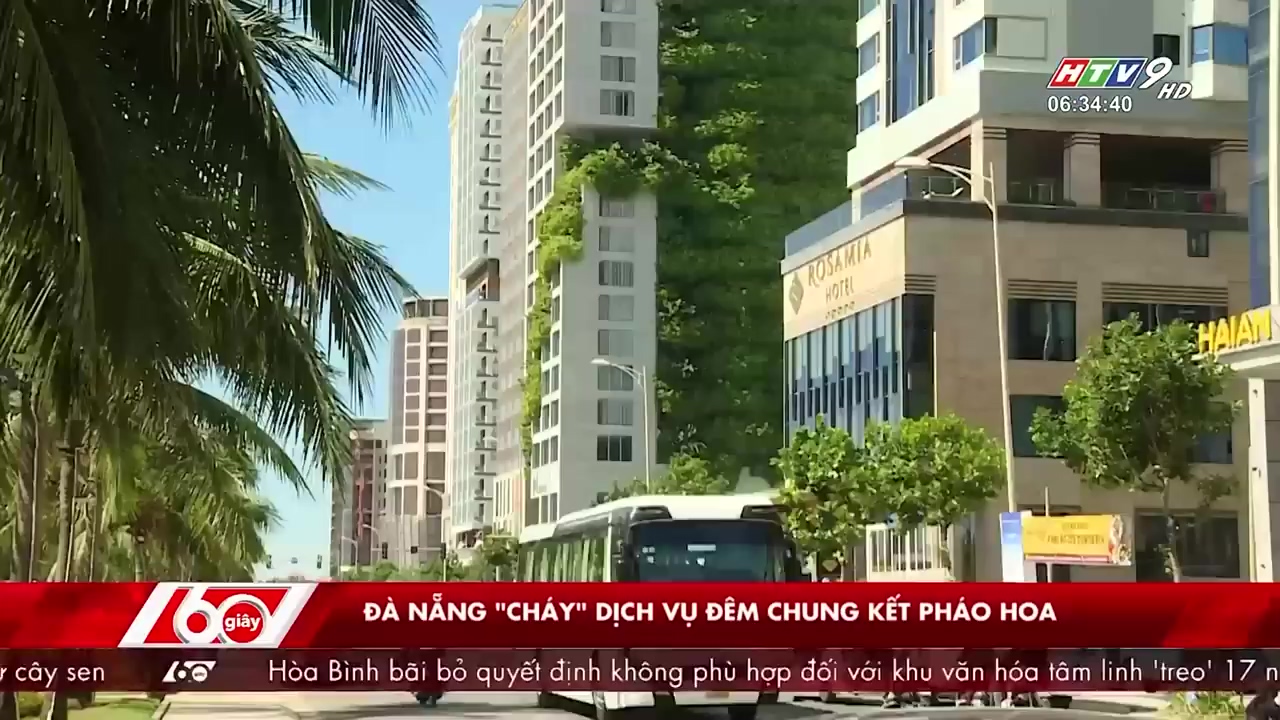 HTV9 HD
06:34:40
ROSAMIA
HOTEL
HAIAN
60 giây
ĐÀ NẴNG "CHÁY" DỊCH VỤ ĐÊM CHUNG KẾT PHÁO HOA
cây sen 60 giây Hòa Bình bãi bỏ quyết định không phù hợp đối với khu văn hóa tâm linh 'treo' 17 n